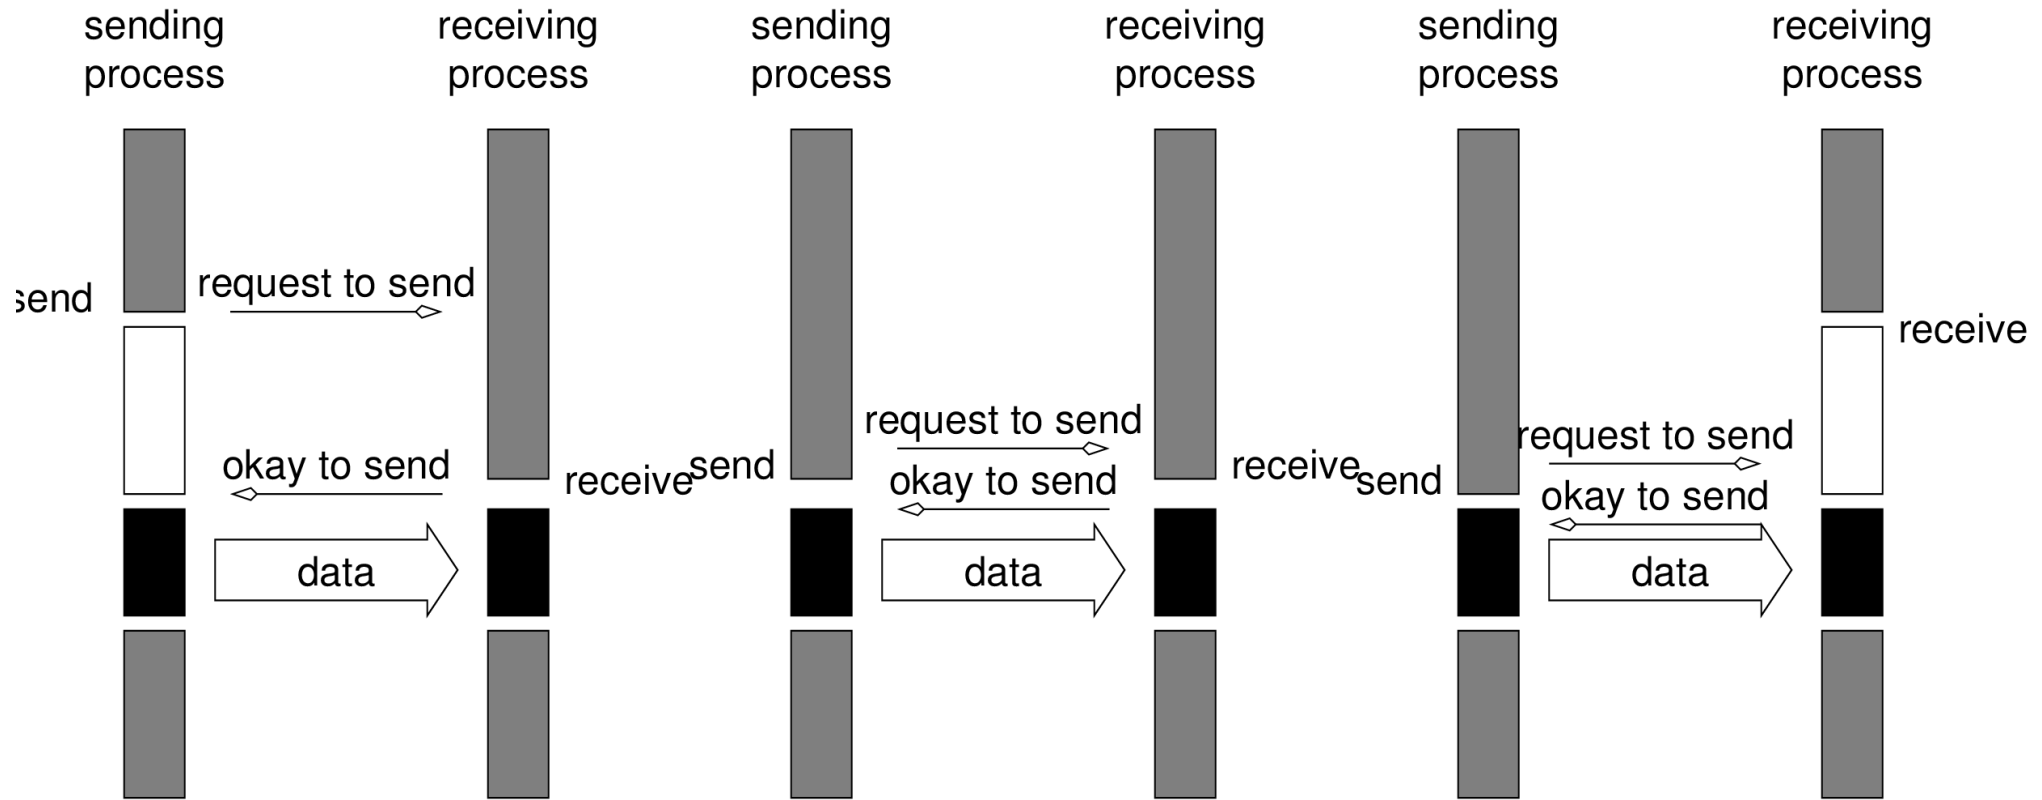 sending
process
receiving
process
sending
process
receiving
process
sending
process
receiving
process
send
request to send
okay to send
receive
data
send
request to send
okay to send
receive
data
send
request to send
okay to send
receive
data